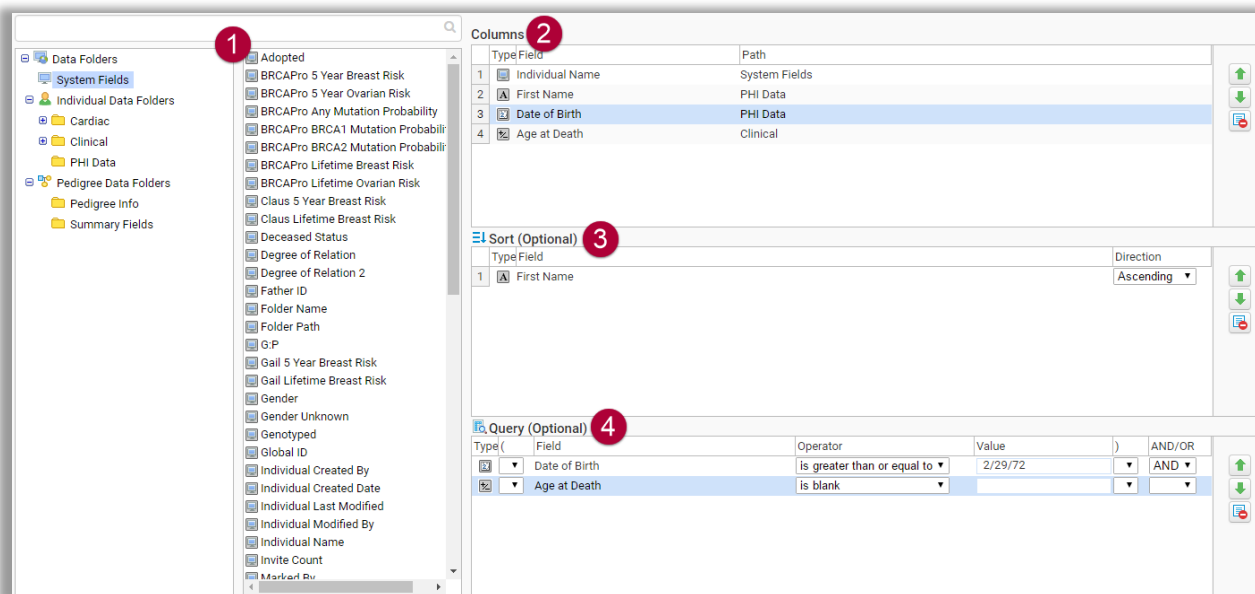 1
Data Folders
System Fields
Individual Data Folders
Cardiac
Clinical
PHI Data
Pedigree Data Folders
Pedigree Info
Summary Fields
Adopted
BRCAPro 5 Year Breast Risk
BRCAPro 5 Year Ovarian Risk
BRCAPro Any Mutation Probability
BRCAPro BRCA1 Mutation Probabili
BRCAPro BRCA2 Mutation Probabili
BRCAPro Lifetime Breast Risk
BRCAPro Lifetime Ovarian Risk
Claus 5 Year Breast Risk
Claus Lifetime Breast Risk
Deceased Status
Degree of Relation
Degree of Relation 2
Father ID
Folder Name
Folder Path
G:P
Gail 5 Year Breast Risk
Gail Lifetime Breast Risk
Gender
Gender Unknown
Genotyped
Global ID
Individual Created By
Individual Created Date
Individual Last Modified
Individual Modified By
Individual Name
Invite Count
Marked By
Columns 2
Type Field Path
1 Individual Name System Fields
2 A First Name PHI Data
3 Date of Birth PHI Data
4 Age at Death Clinical
Sort (Optional) 3
Type Field Direction
1 A First Name Ascending
Query (Optional) 4
Type ( Field Operator Value ) AND/OR
Date of Birth is greater than or equal to 2/29/72 AND
Age at Death is blank